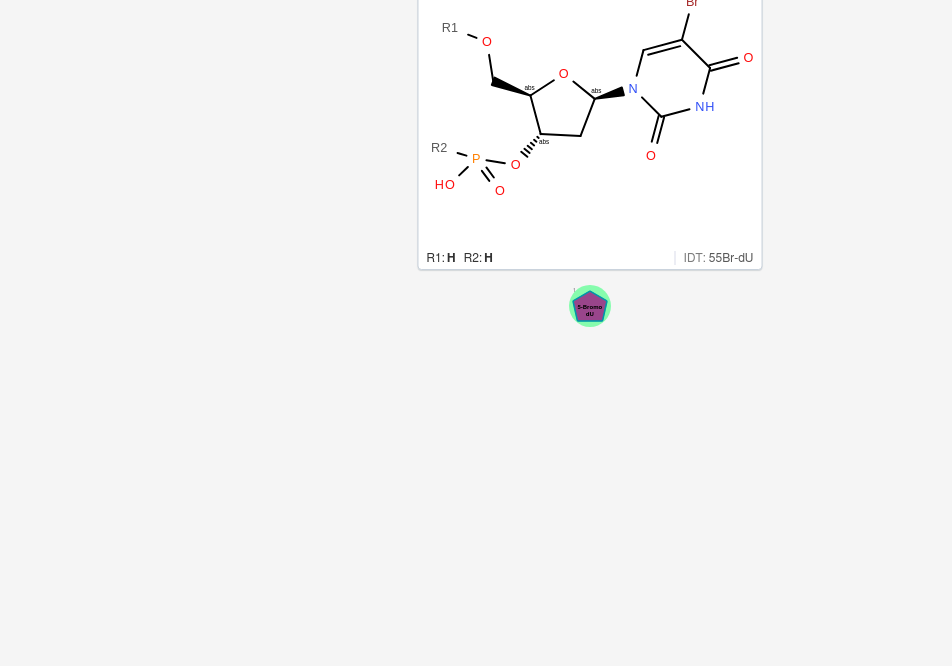 Br
R1
O
O
O
abs
abs
N
NH
abs
R2
P
O
O
HO
O
R1: H R2: H
IDT: 55Br-dU
5-Bromo
dU